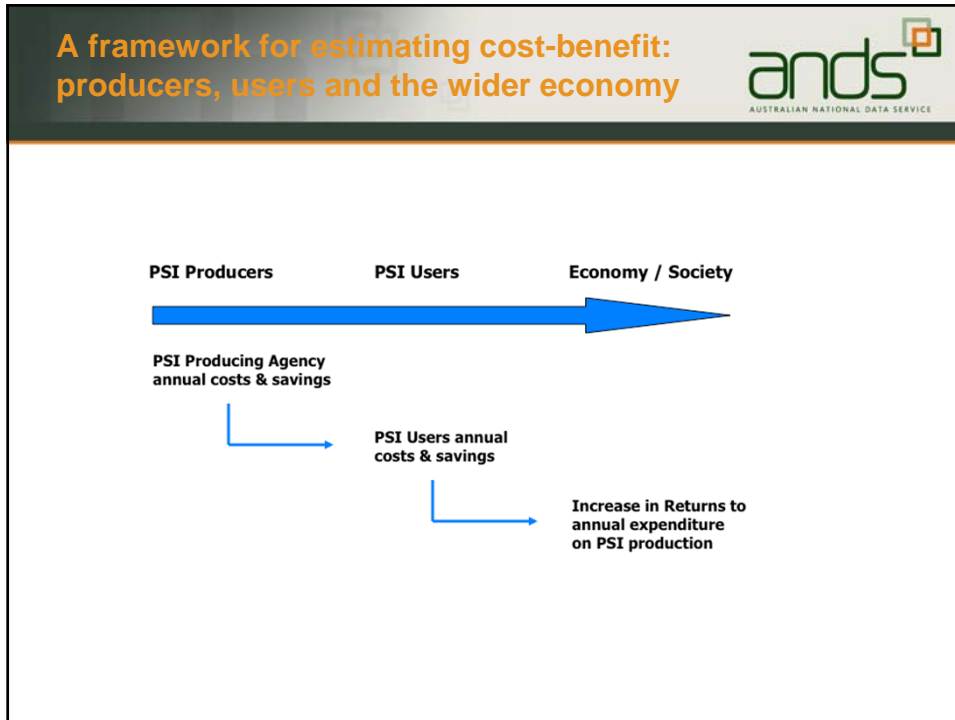 A framework for estimating cost-benefit:
producers, users and the wider economy
ands
AUSTRALIAN NATIONAL DATA SERVICE
PSI Producers
PSI Users
Economy / Society
PSI Producing Agency
annual costs & savings
PSI Users annual
costs & savings
Increase in Returns to
annual expenditure
on PSI production